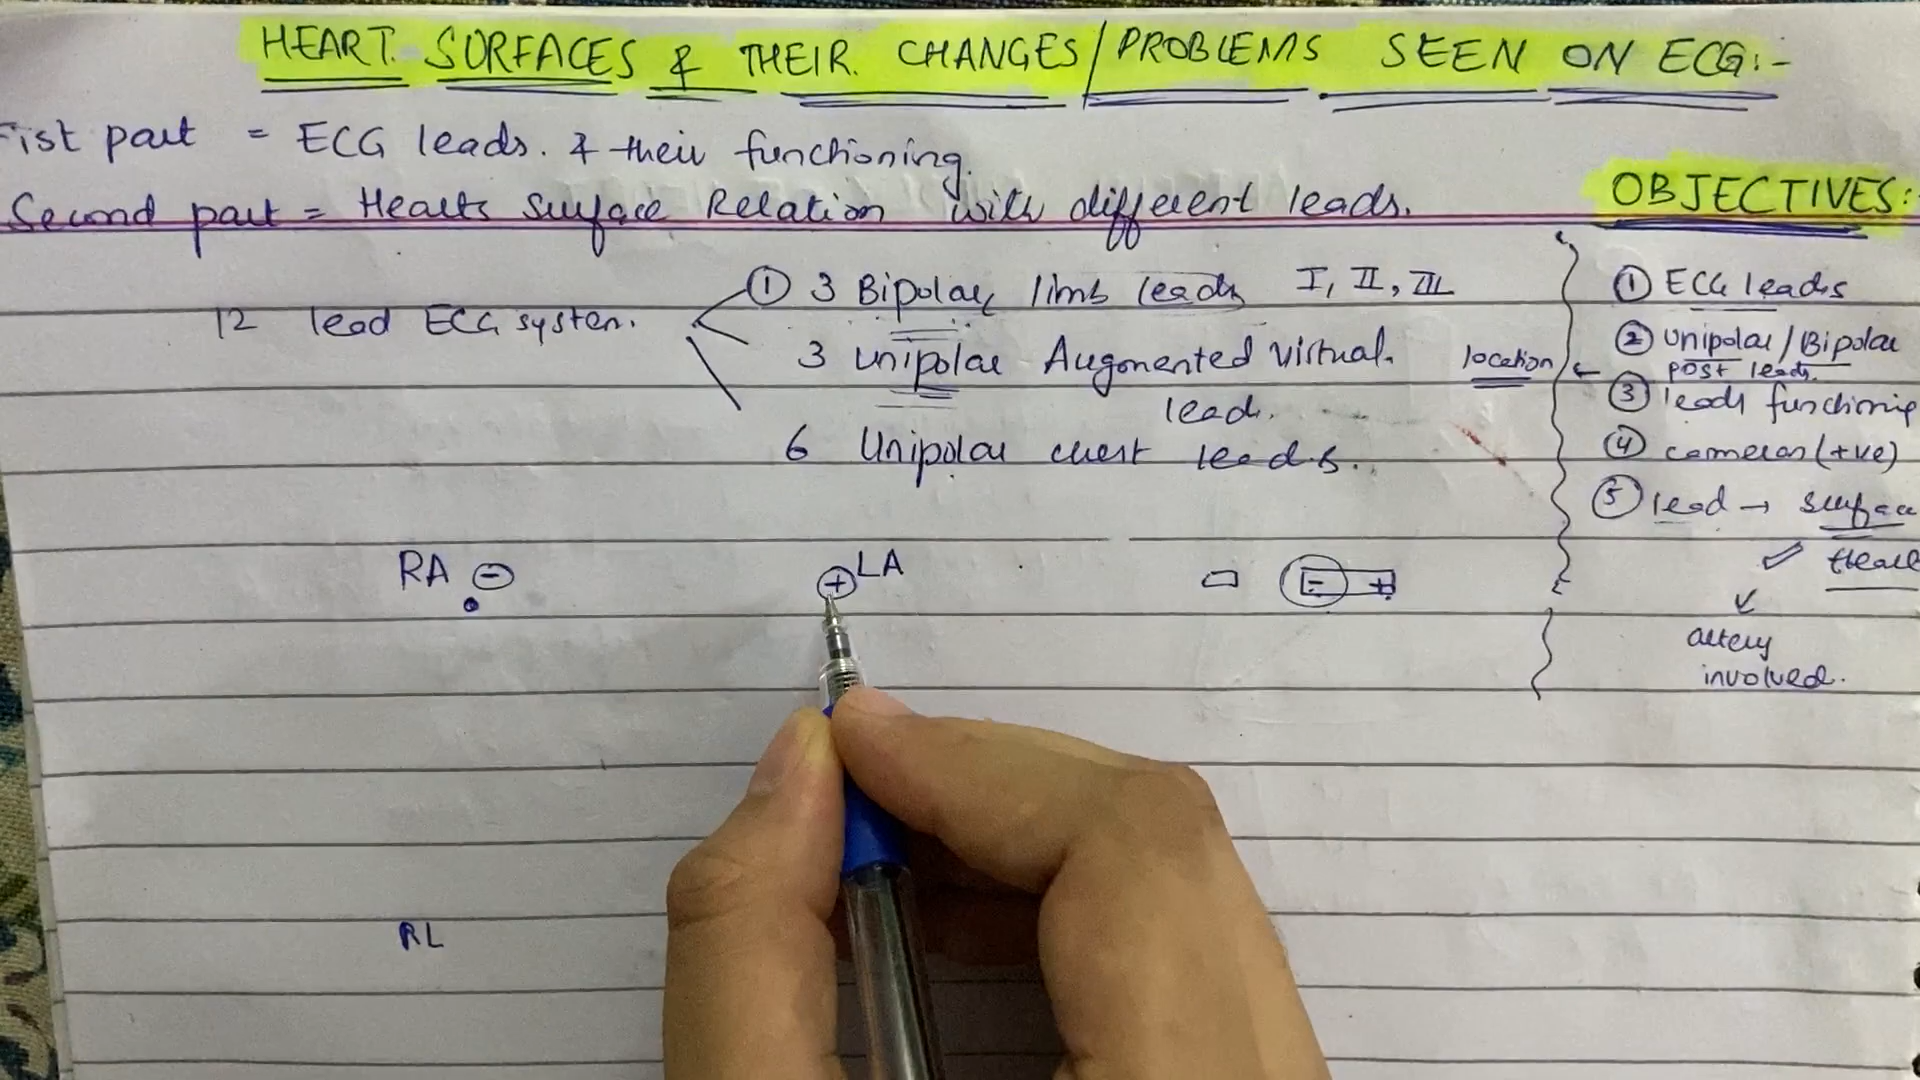 HEART SURFACES & THEIR CHANGES/PROBLEMS SEEN ON ECG:-
Fist part = ECG leads. & their functioning.
Second part = Hearts Surface Relation with different leads.
OBJECTIVES:
12 lead ECG system.
① 3 Bipolar limb leads I, II, III
3 unipolar Augmented virtual.
lead.
6 Unipolar chest leads.
location
① ECG leads
② Unipolar/Bipolar
post leads.
③ leads functioning
④ cameras (+ve)
⑤ lead → surface
Heart
artery
involved.
RA ⊖
⊕ LA
- +
RL